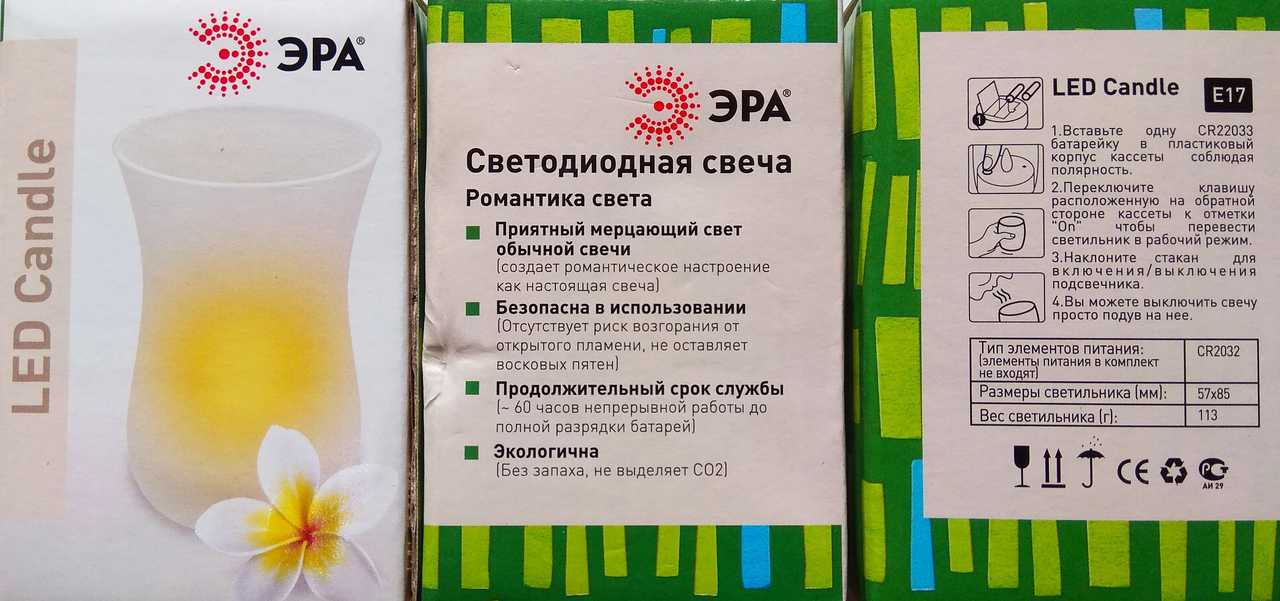 ЭРА®
LED Candle
ЭРА®
Светодиодная свеча
Романтика света
Приятный мерцающий свет
обычной свечи
(создает романтическое настроение
как настоящая свеча)
Безопасна в использовании
(Отсутствует риск возгорания от
открытого пламени, не оставляет
восковых пятен)
Продолжительный срок службы
(~ 60 часов непрерывной работы до
полной разрядки батарей)
Экологична
(Без запаха, не выделяет СО2)
LED Candle
E17
1
1.Вставьте одну CR22033
батарейку в пластиковый
корпус кассеты соблюдая
полярность.
2.Переключите клавишу
расположенную на обратной
стороне кассеты к отметки
"On" чтобы перевести
светильник в рабочий режим.
3.Наклоните стакан для
включения/выключения
подсвечника.
4.Вы можете выключить свечу
просто подув на нее.
Тип элементов питания: CR2032
(элементы питания в комплект
не входят)
Размеры светильника (мм): 57x85
Вес светильника (г): 113
CE
АИ 29